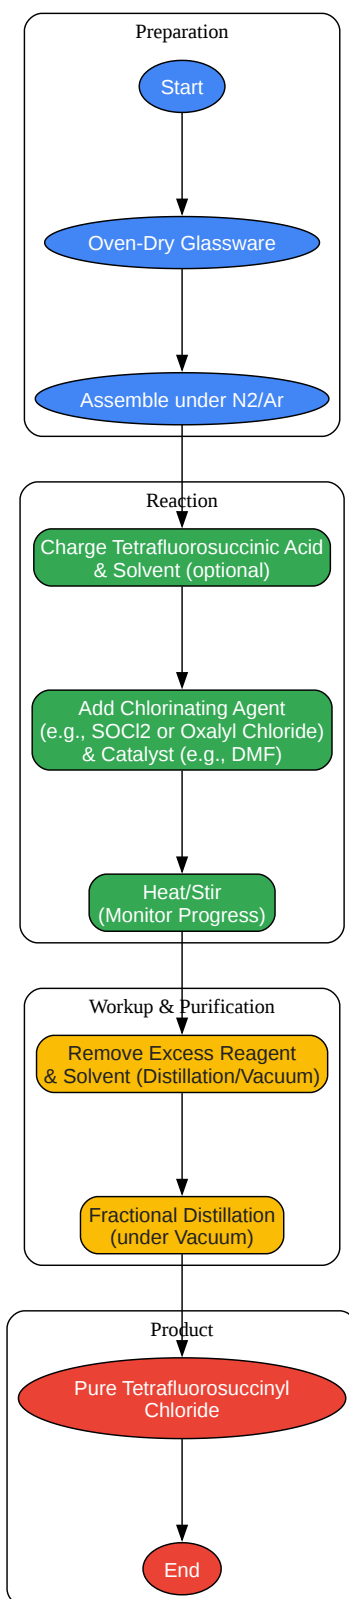 Preparation
Start
Oven-Dry Glassware
Assemble under N2/Ar
Reaction
Charge Tetrafluorosuccinic Acid
& Solvent (optional)
Add Chlorinating Agent
(e.g., SOCl2 or Oxalyl Chloride)
& Catalyst (e.g., DMF)
Heat/Stir
(Monitor Progress)
Workup & Purification
Remove Excess Reagent
& Solvent (Distillation/Vacuum)
Fractional Distillation
(under Vacuum)
Product
Pure Tetrafluorosuccinyl
Chloride
End